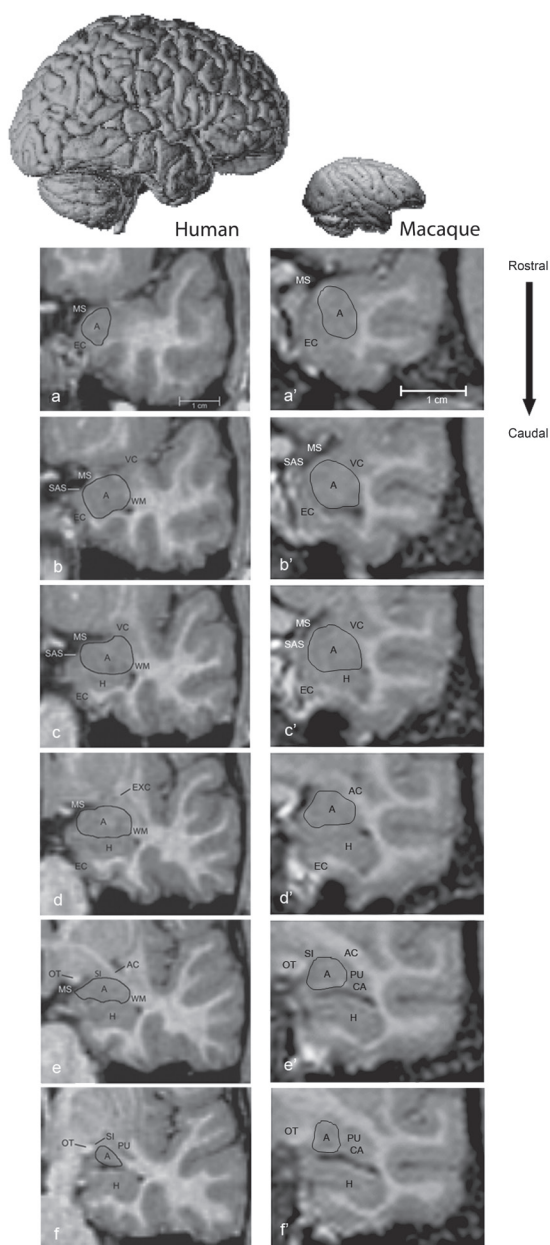 Human
Macaque
Rostral
Caudal
MS
A
EC
a
1 cm
MS
A
EC
a'
1 cm
VC
MS
SAS
A
WM
EC
b
MS
SAS
VC
A
EC
b'
VC
MS
SAS
A
WM
H
EC
c
MS
VC
SAS
A
H
EC
c'
EXC
MS
A
WM
H
EC
d
AC
A
H
EC
d'
AC
OT
SI
MS
A
WM
H
e
SI
AC
OT
A
PU
CA
H
e'
SI
OT
PU
A
H
f
OT
A
PU
CA
H
f'